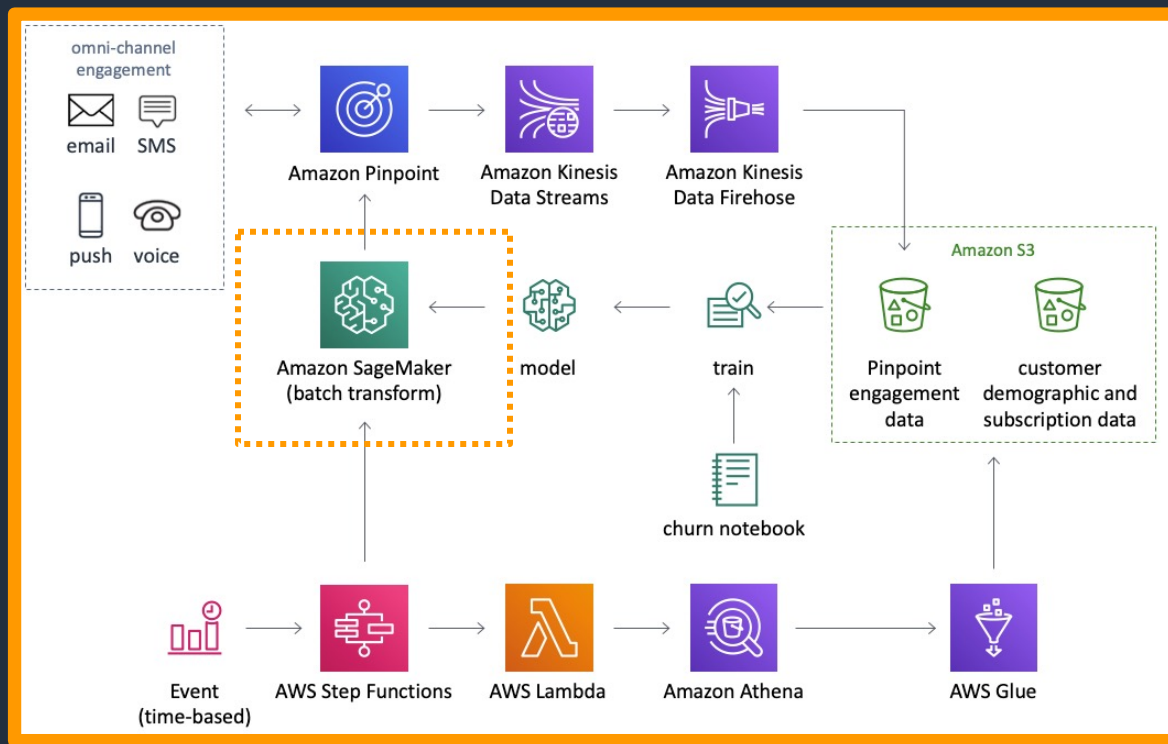 omni-channel
engagement
email
SMS
push
voice
Amazon Pinpoint
Amazon Kinesis
Data Streams
Amazon Kinesis
Data Firehose
Amazon S3
Pinpoint
engagement
data
customer
demographic and
subscription data
Amazon SageMaker
(batch transform)
model
train
churn notebook
Event
(time-based)
AWS Step Functions
AWS Lambda
Amazon Athena
AWS Glue